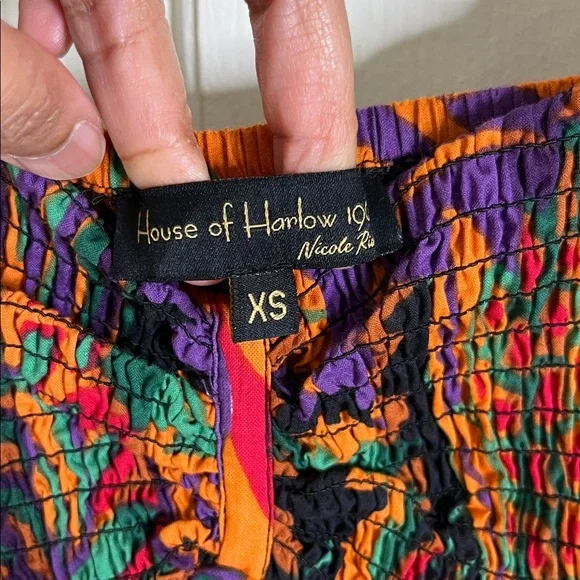 House of Harlow 19
Nicole Ri
XS